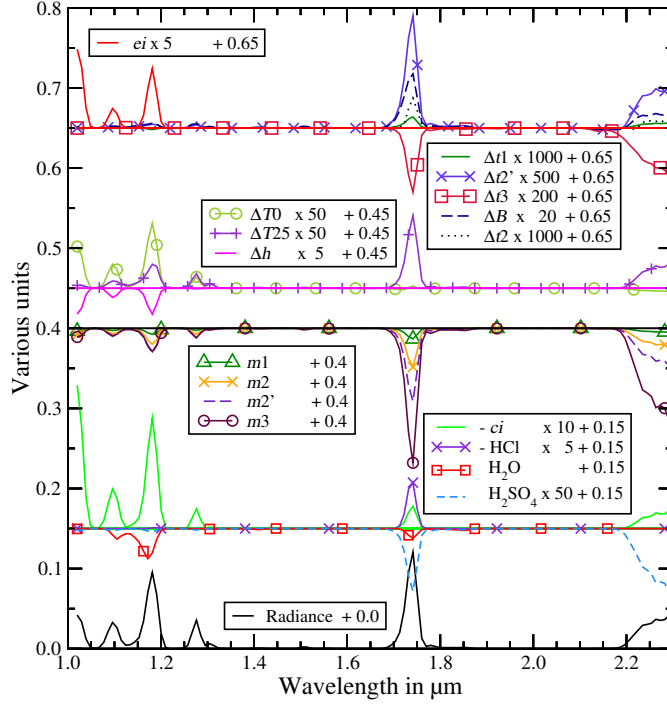 0.8
ei x 5 + 0.65
0.7
Δt1 x 1000 + 0.65
Δt2’ x 500 + 0.65
Δt3 x 200 + 0.65
ΔB x 20 + 0.65
Δt2 x 1000 + 0.65
0.6
ΔT0 x 50 + 0.45
ΔT25 x 50 + 0.45
Δh x 5 + 0.45
0.5
Various units
0.4
m1 + 0.4
m2 + 0.4
m2’ + 0.4
m3 + 0.4
0.3
- ci x 10 + 0.15
- HCl x 5 + 0.15
H₂O + 0.15
H₂SO₄ x 50 + 0.15
0.2
0.1
Radiance + 0.0
0.0
1.0 1.2 1.4 1.6 1.8 2.0 2.2
Wavelength in μm